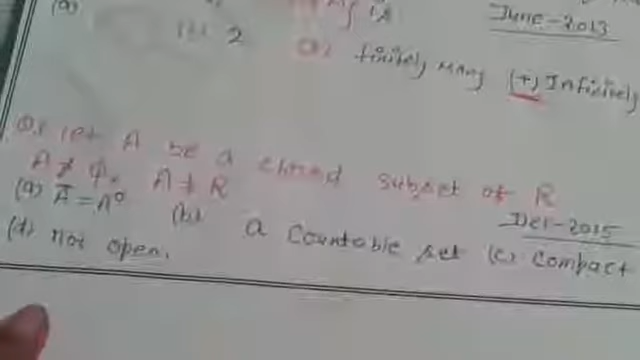 (a)
June-2013
(b) 2 finitely many (+) Infinitely
Q. Let A be a closed subset of R
A ≠ φ, A ≠ R
Dec-2015
(a) Ā = A° (b) a countable set (c) compact
(d) not open.